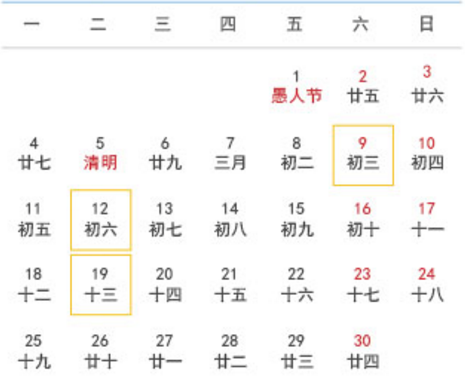 一 二 三 四 五 六 日
1 2 3
愚人节 廿五 廿六
4 5 6 7 8 9 10
廿七 清明 廿九 三月 初二 初三 初四
11 12 13 14 15 16 17
初五 初六 初七 初八 初九 初十 十一
18 19 20 21 22 23 24
十二 十三 十四 十五 十六 十七 十八
25 26 27 28 29 30
十九 廿十 廿一 廿二 廿三 廿四